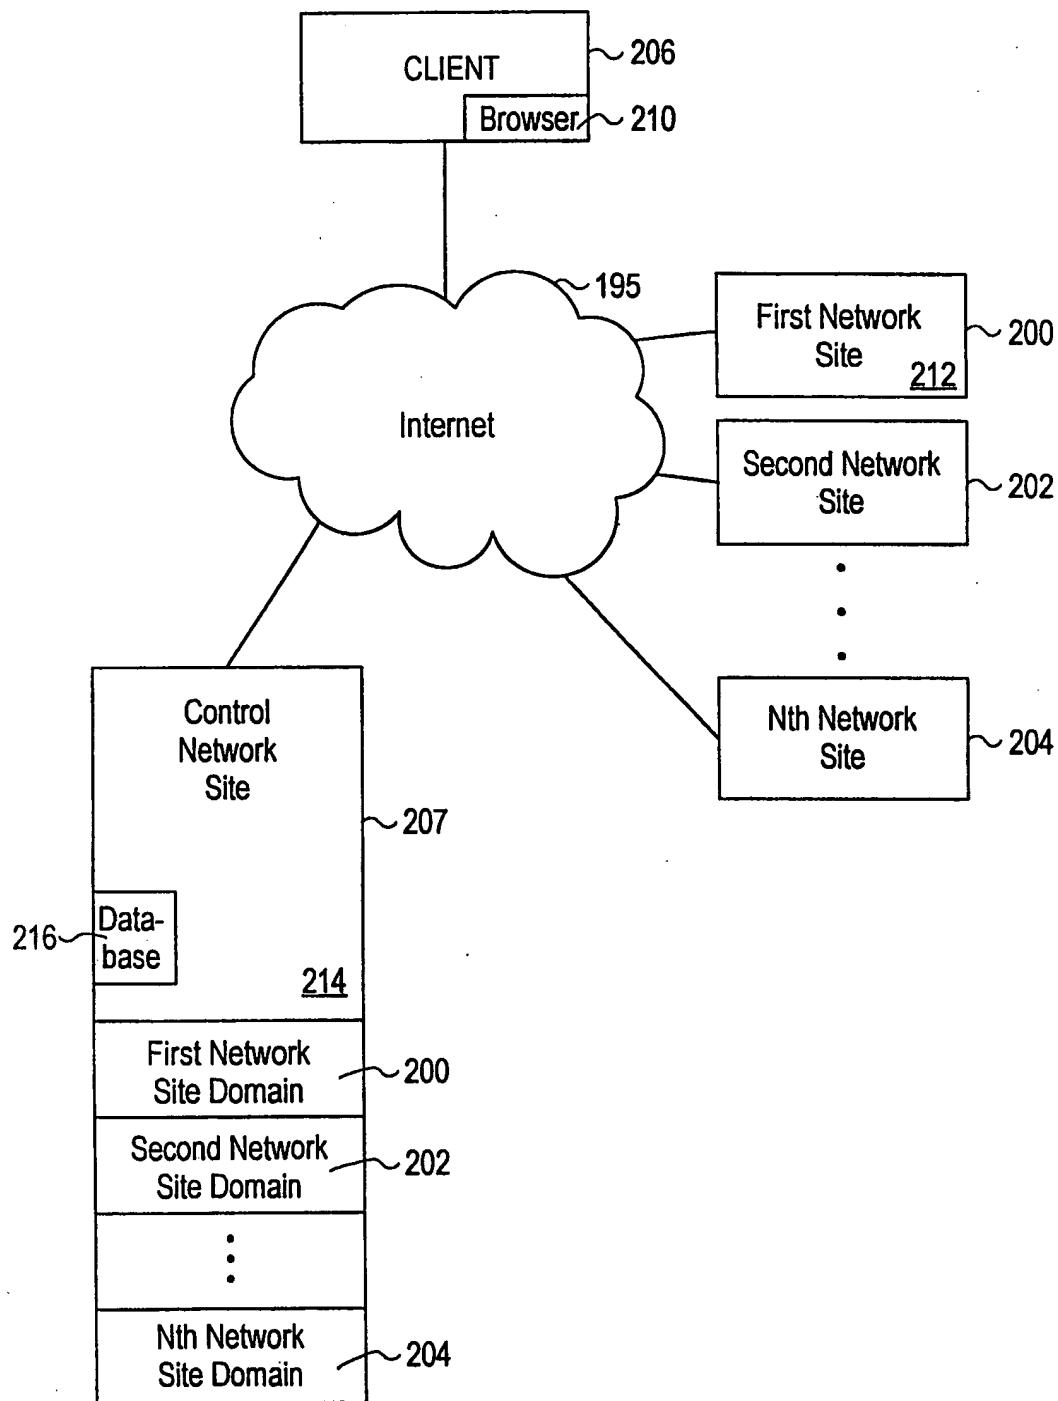 CLIENT
206
Browser
210
195
Internet
First Network
Site
212
200
Second Network
Site
202
Nth Network
Site
204
Control
Network
Site
207
216
Data-
base
214
First Network
Site Domain
200
Second Network
Site Domain
202
Nth Network
Site Domain
204